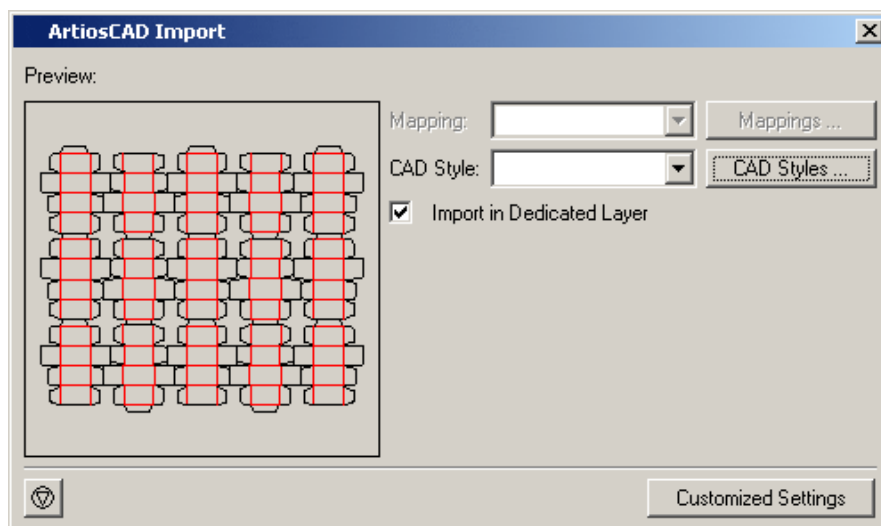 ArtiosCAD Import
Preview:
Mapping:
Mappings ...
CAD Style:
CAD Styles ...
Import in Dedicated Layer
Customized Settings